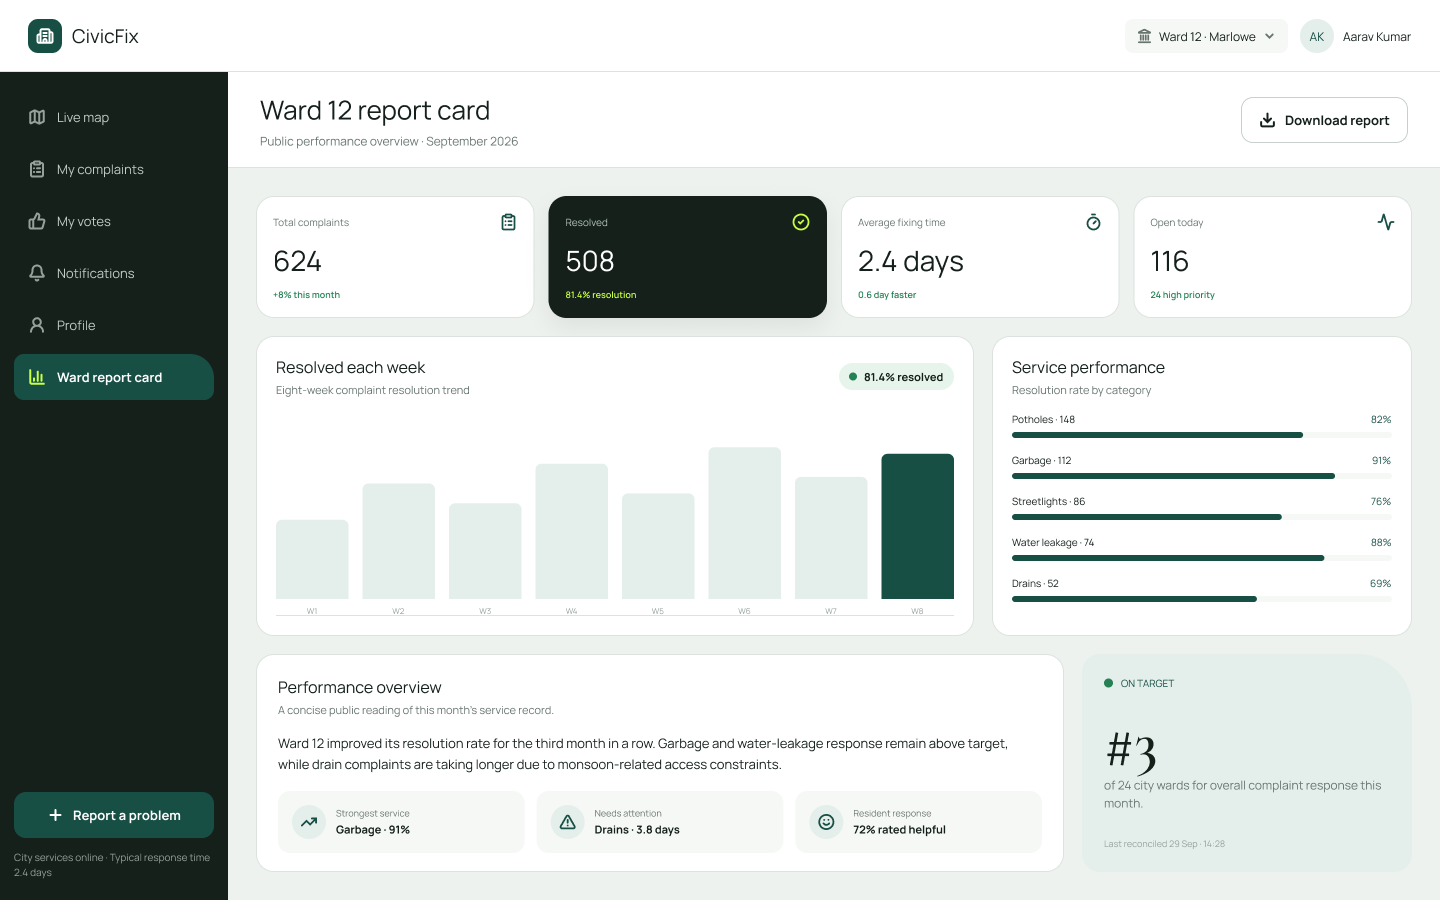 CivicFix
Ward 12 · Marlowe
AK
Aarav Kumar
Live map
My complaints
My votes
Notifications
Profile
Ward report card
Report a problem
City services online · Typical response time
2.4 days
Ward 12 report card
Public performance overview · September 2026
Download report
Total complaints
624
+8% this month
Resolved
508
81.4% resolution
Average fixing time
2.4 days
0.6 day faster
Open today
116
24 high priority
Resolved each week
Eight-week complaint resolution trend
81.4% resolved
W1
W2
W3
W4
W5
W6
W7
W8
Service performance
Resolution rate by category
Potholes · 148
82%
Garbage · 112
91%
Streetlights · 86
76%
Water leakage · 74
88%
Drains · 52
69%
Performance overview
A concise public reading of this month's service record.
Ward 12 improved its resolution rate for the third month in a row. Garbage and water-leakage response remain above target,
while drain complaints are taking longer due to monsoon-related access constraints.
Strongest service
Garbage · 91%
Needs attention
Drains · 3.8 days
Resident response
72% rated helpful
ON TARGET
#3
of 24 city wards for overall complaint response this
month.
Last reconciled 29 Sep · 14:28